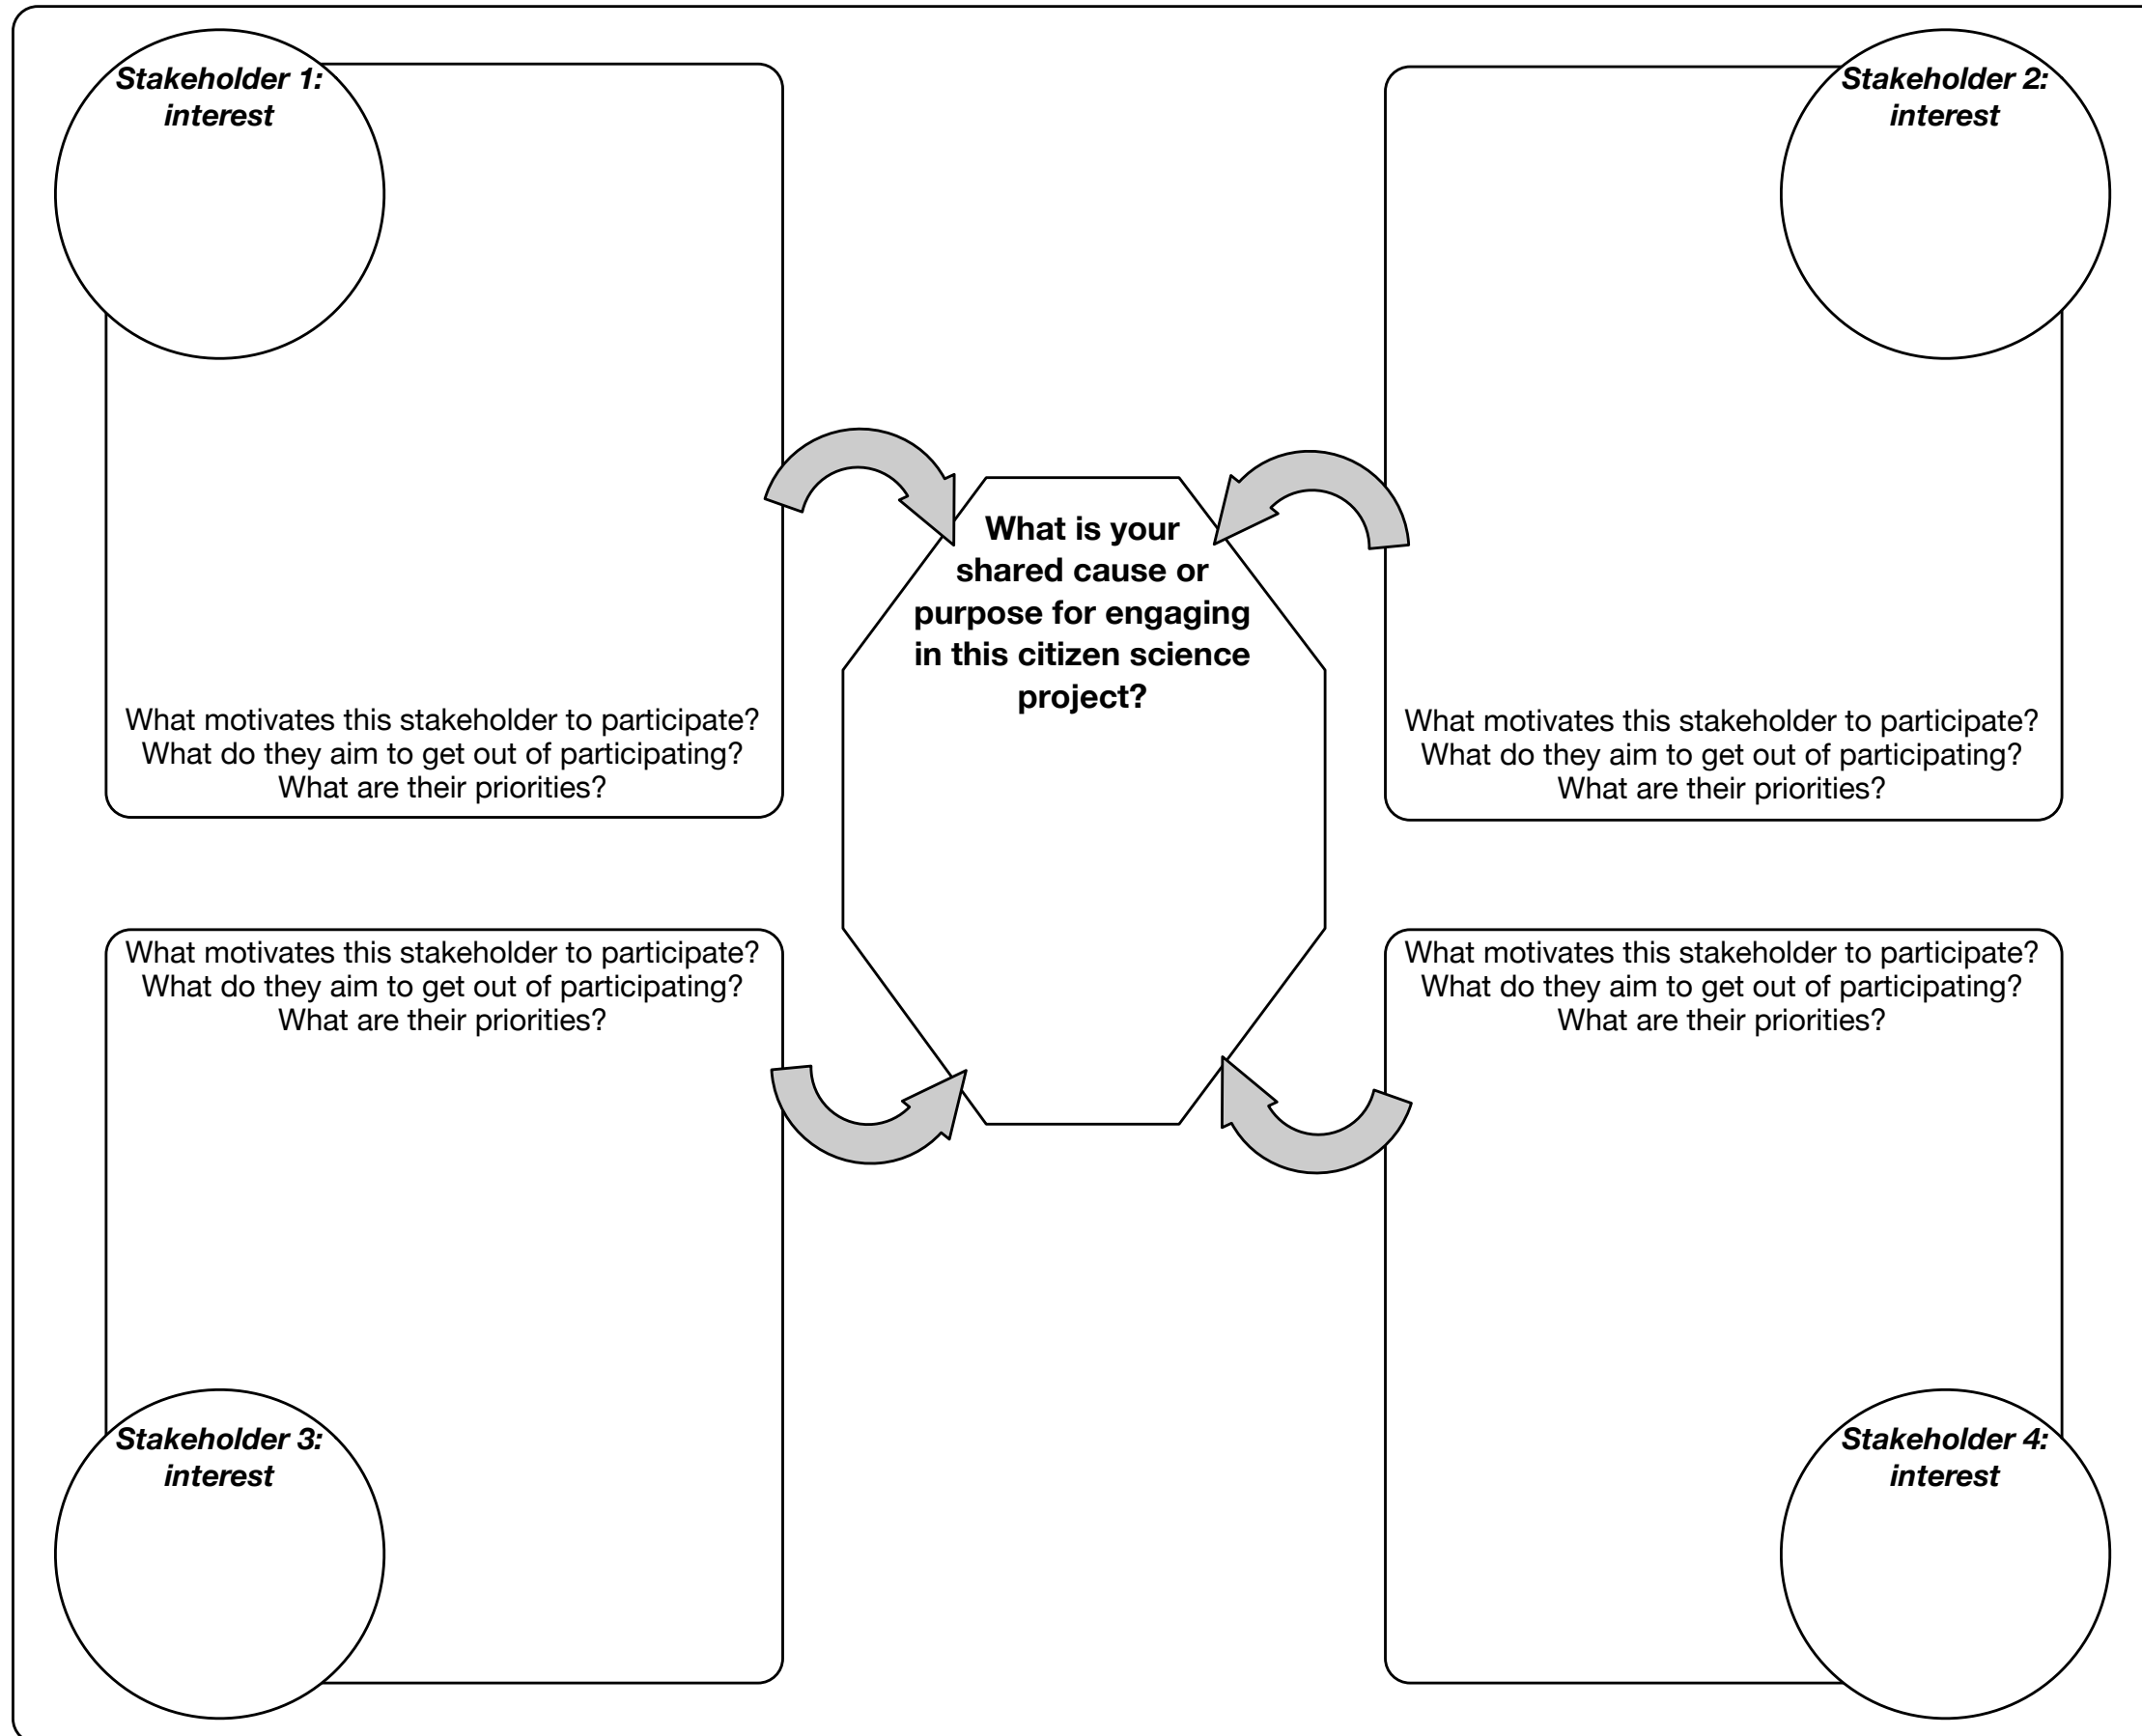 Stakeholder 1:
interest
What motivates this stakeholder to participate?
What do they aim to get out of participating?
What are their priorities?
Stakeholder 2:
interest
What motivates this stakeholder to participate?
What do they aim to get out of participating?
What are their priorities?
What is your
shared cause or
purpose for engaging
in this citizen science
project?
What motivates this stakeholder to participate?
What do they aim to get out of participating?
What are their priorities?
Stakeholder 3:
interest
What motivates this stakeholder to participate?
What do they aim to get out of participating?
What are their priorities?
Stakeholder 4:
interest